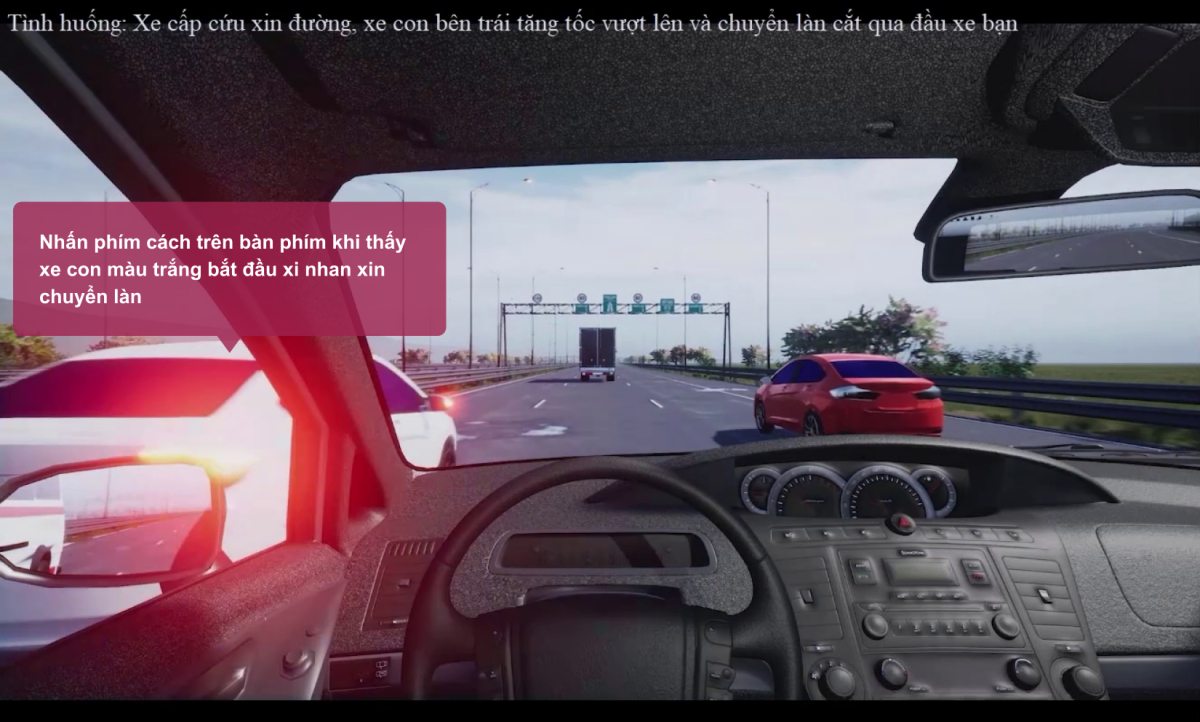 Tình huống: Xe cấp cứu xin đường, xe con bên trái tăng tốc vượt lên và chuyển làn cắt qua đầu xe bạn
Nhấn phím cách trên bàn phím khi thấy
xe con màu trắng bắt đầu xi nhan xin
chuyển làn